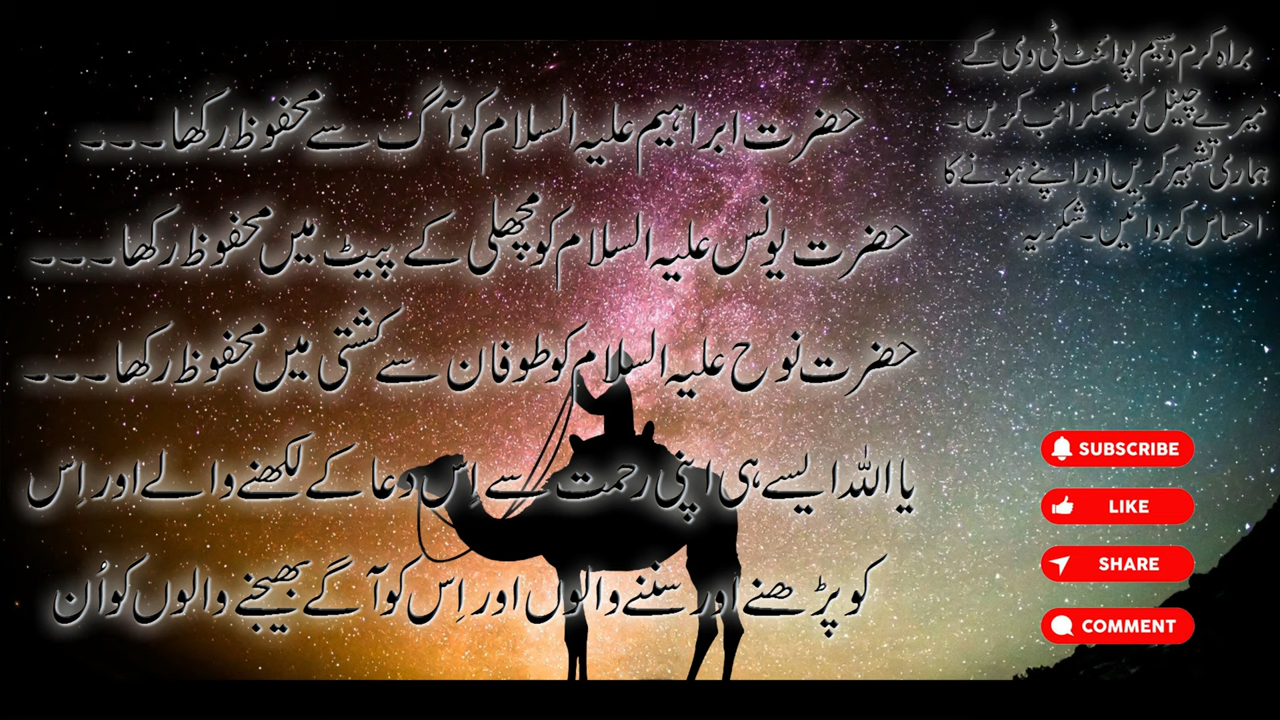 حضرت ابراہیم علیہ السلام کو آگ سے محفوظ رکھا۔۔۔
حضرت یونس علیہ السلام کو مچھلی کے پیٹ میں محفوظ رکھا۔۔۔
حضرت نوح علیہ السلام کو طوفان سے کشتی میں محفوظ رکھا۔۔۔
یا اللہ ایسے ہی اپنی رحمت سے اِس دعا کے لکھنے والے اور اِس
کو پڑھنے اور سننے والوں اور اِس کو آگے بھیجنے والوں کو اُن
براہ کرم وسیم پوائنٹ ٹی وی کے
میرے چینل کو سبسکرائب کریں۔
ہماری تشہیر کریں اور اپنے ہونے کا
احساس کروائیں۔ شکریہ
SUBSCRIBE
LIKE
SHARE
COMMENT